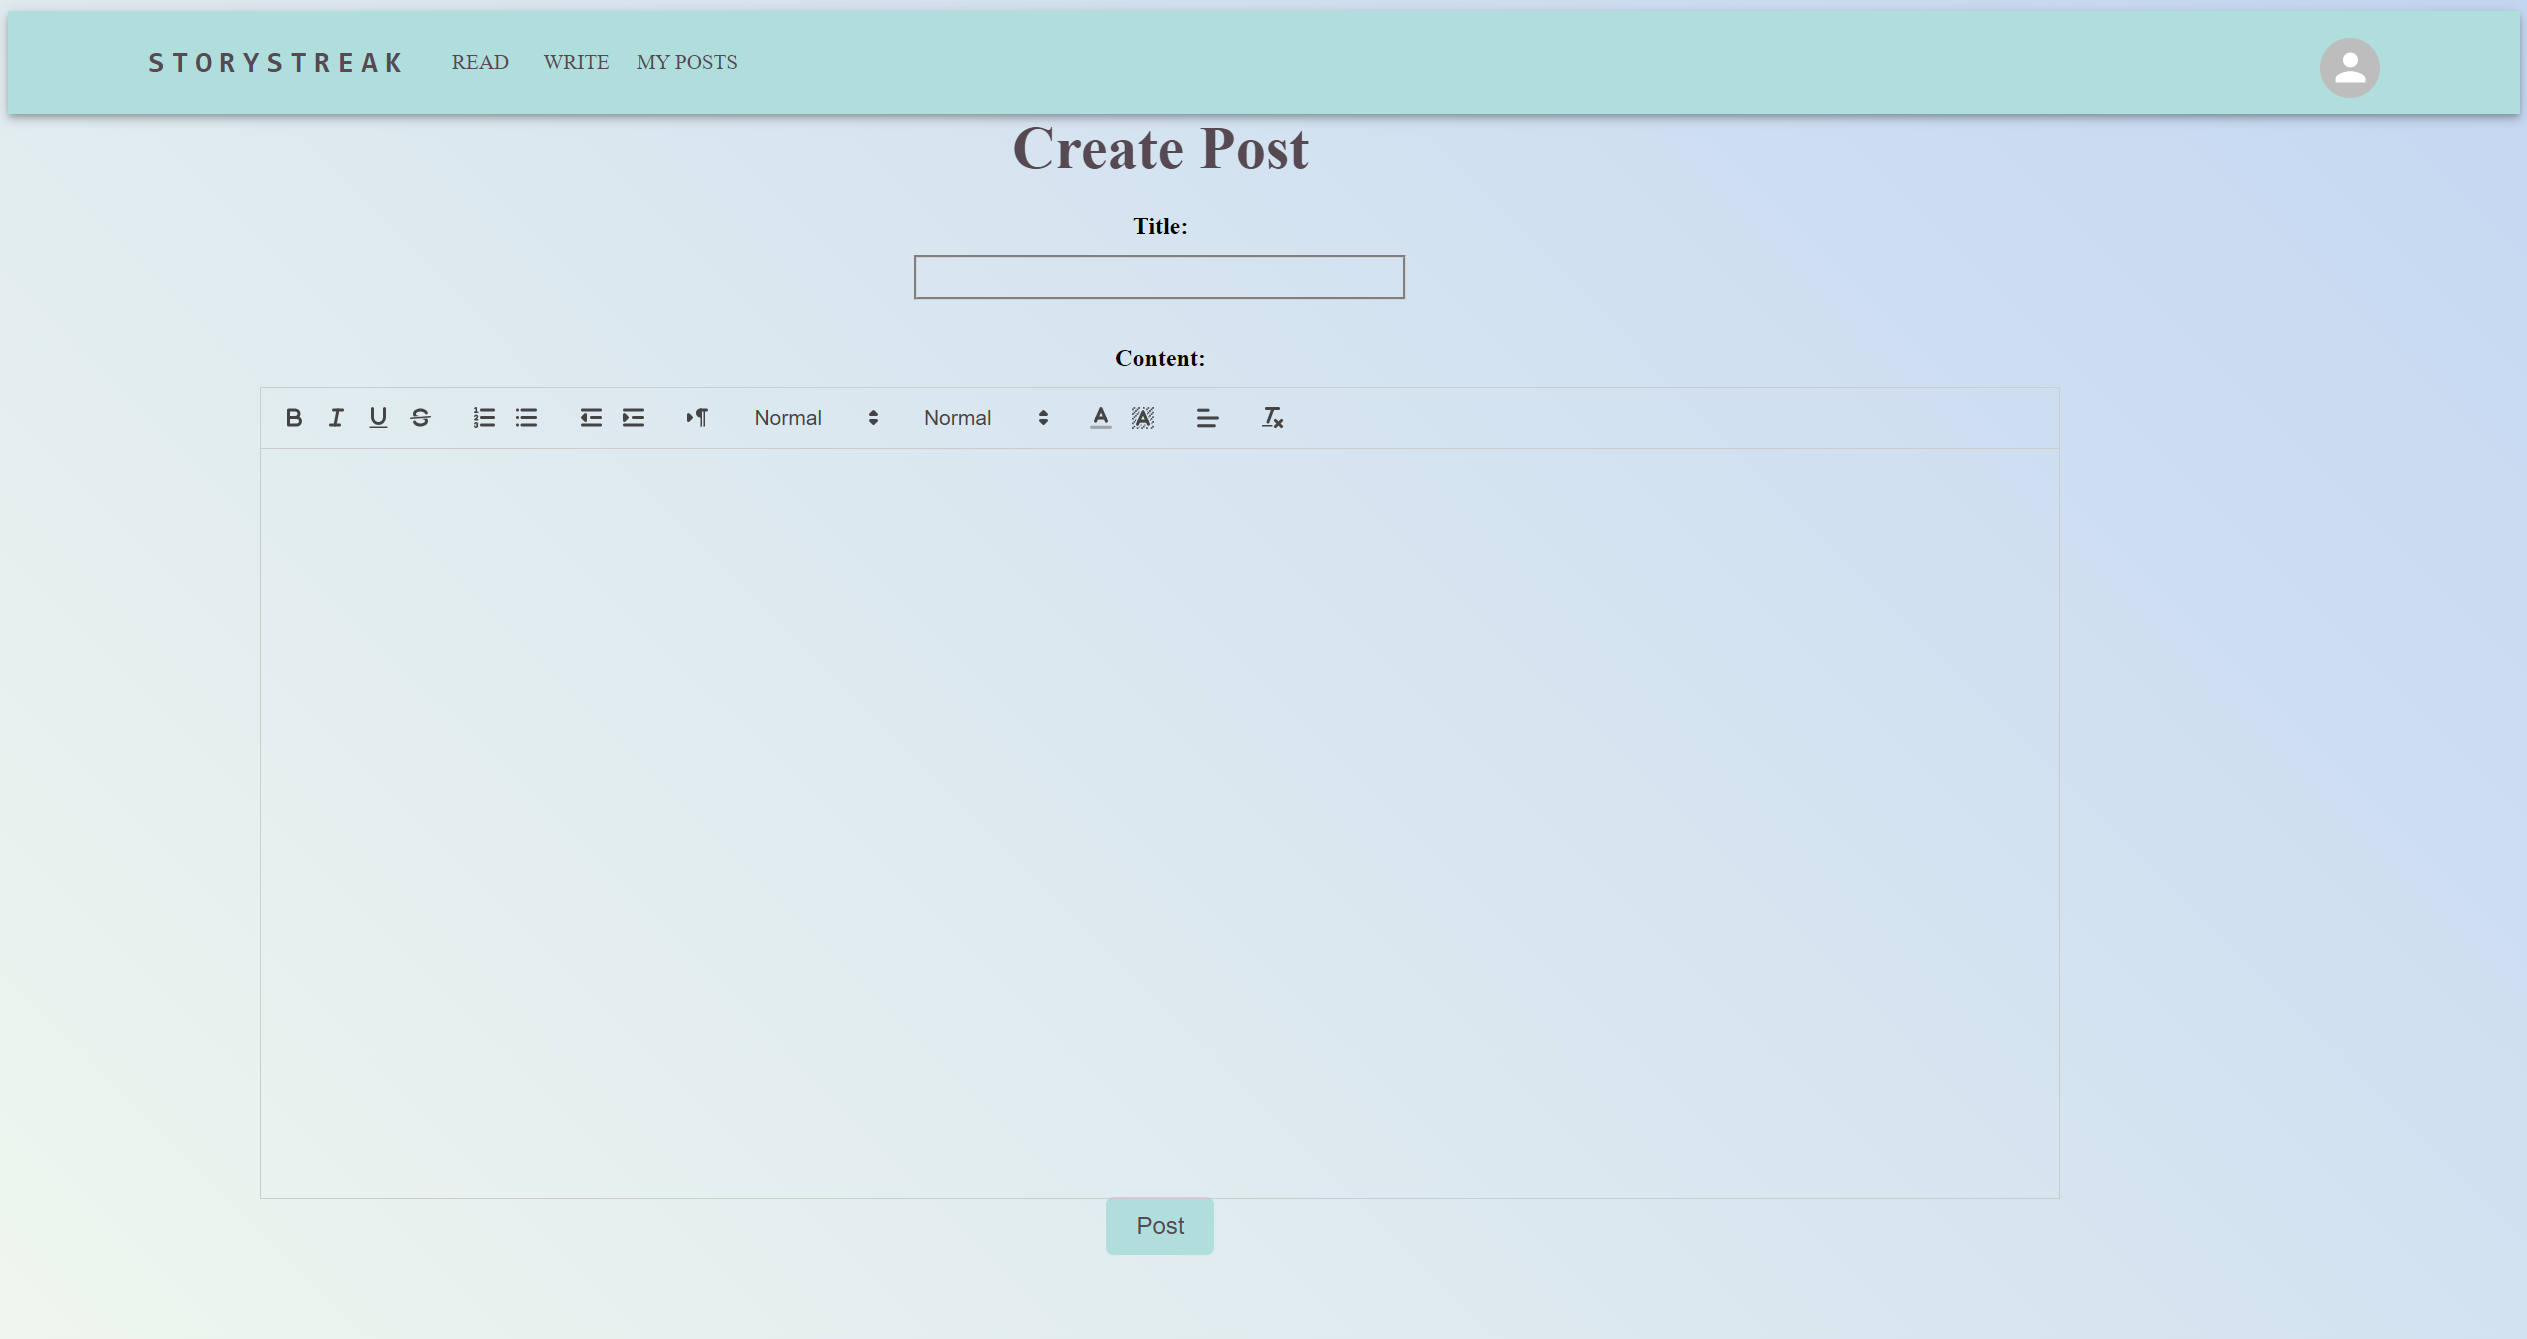 STORYSTREAK READ WRITE MY POSTS
Create Post
Title:
Content:
Normal Normal
Post